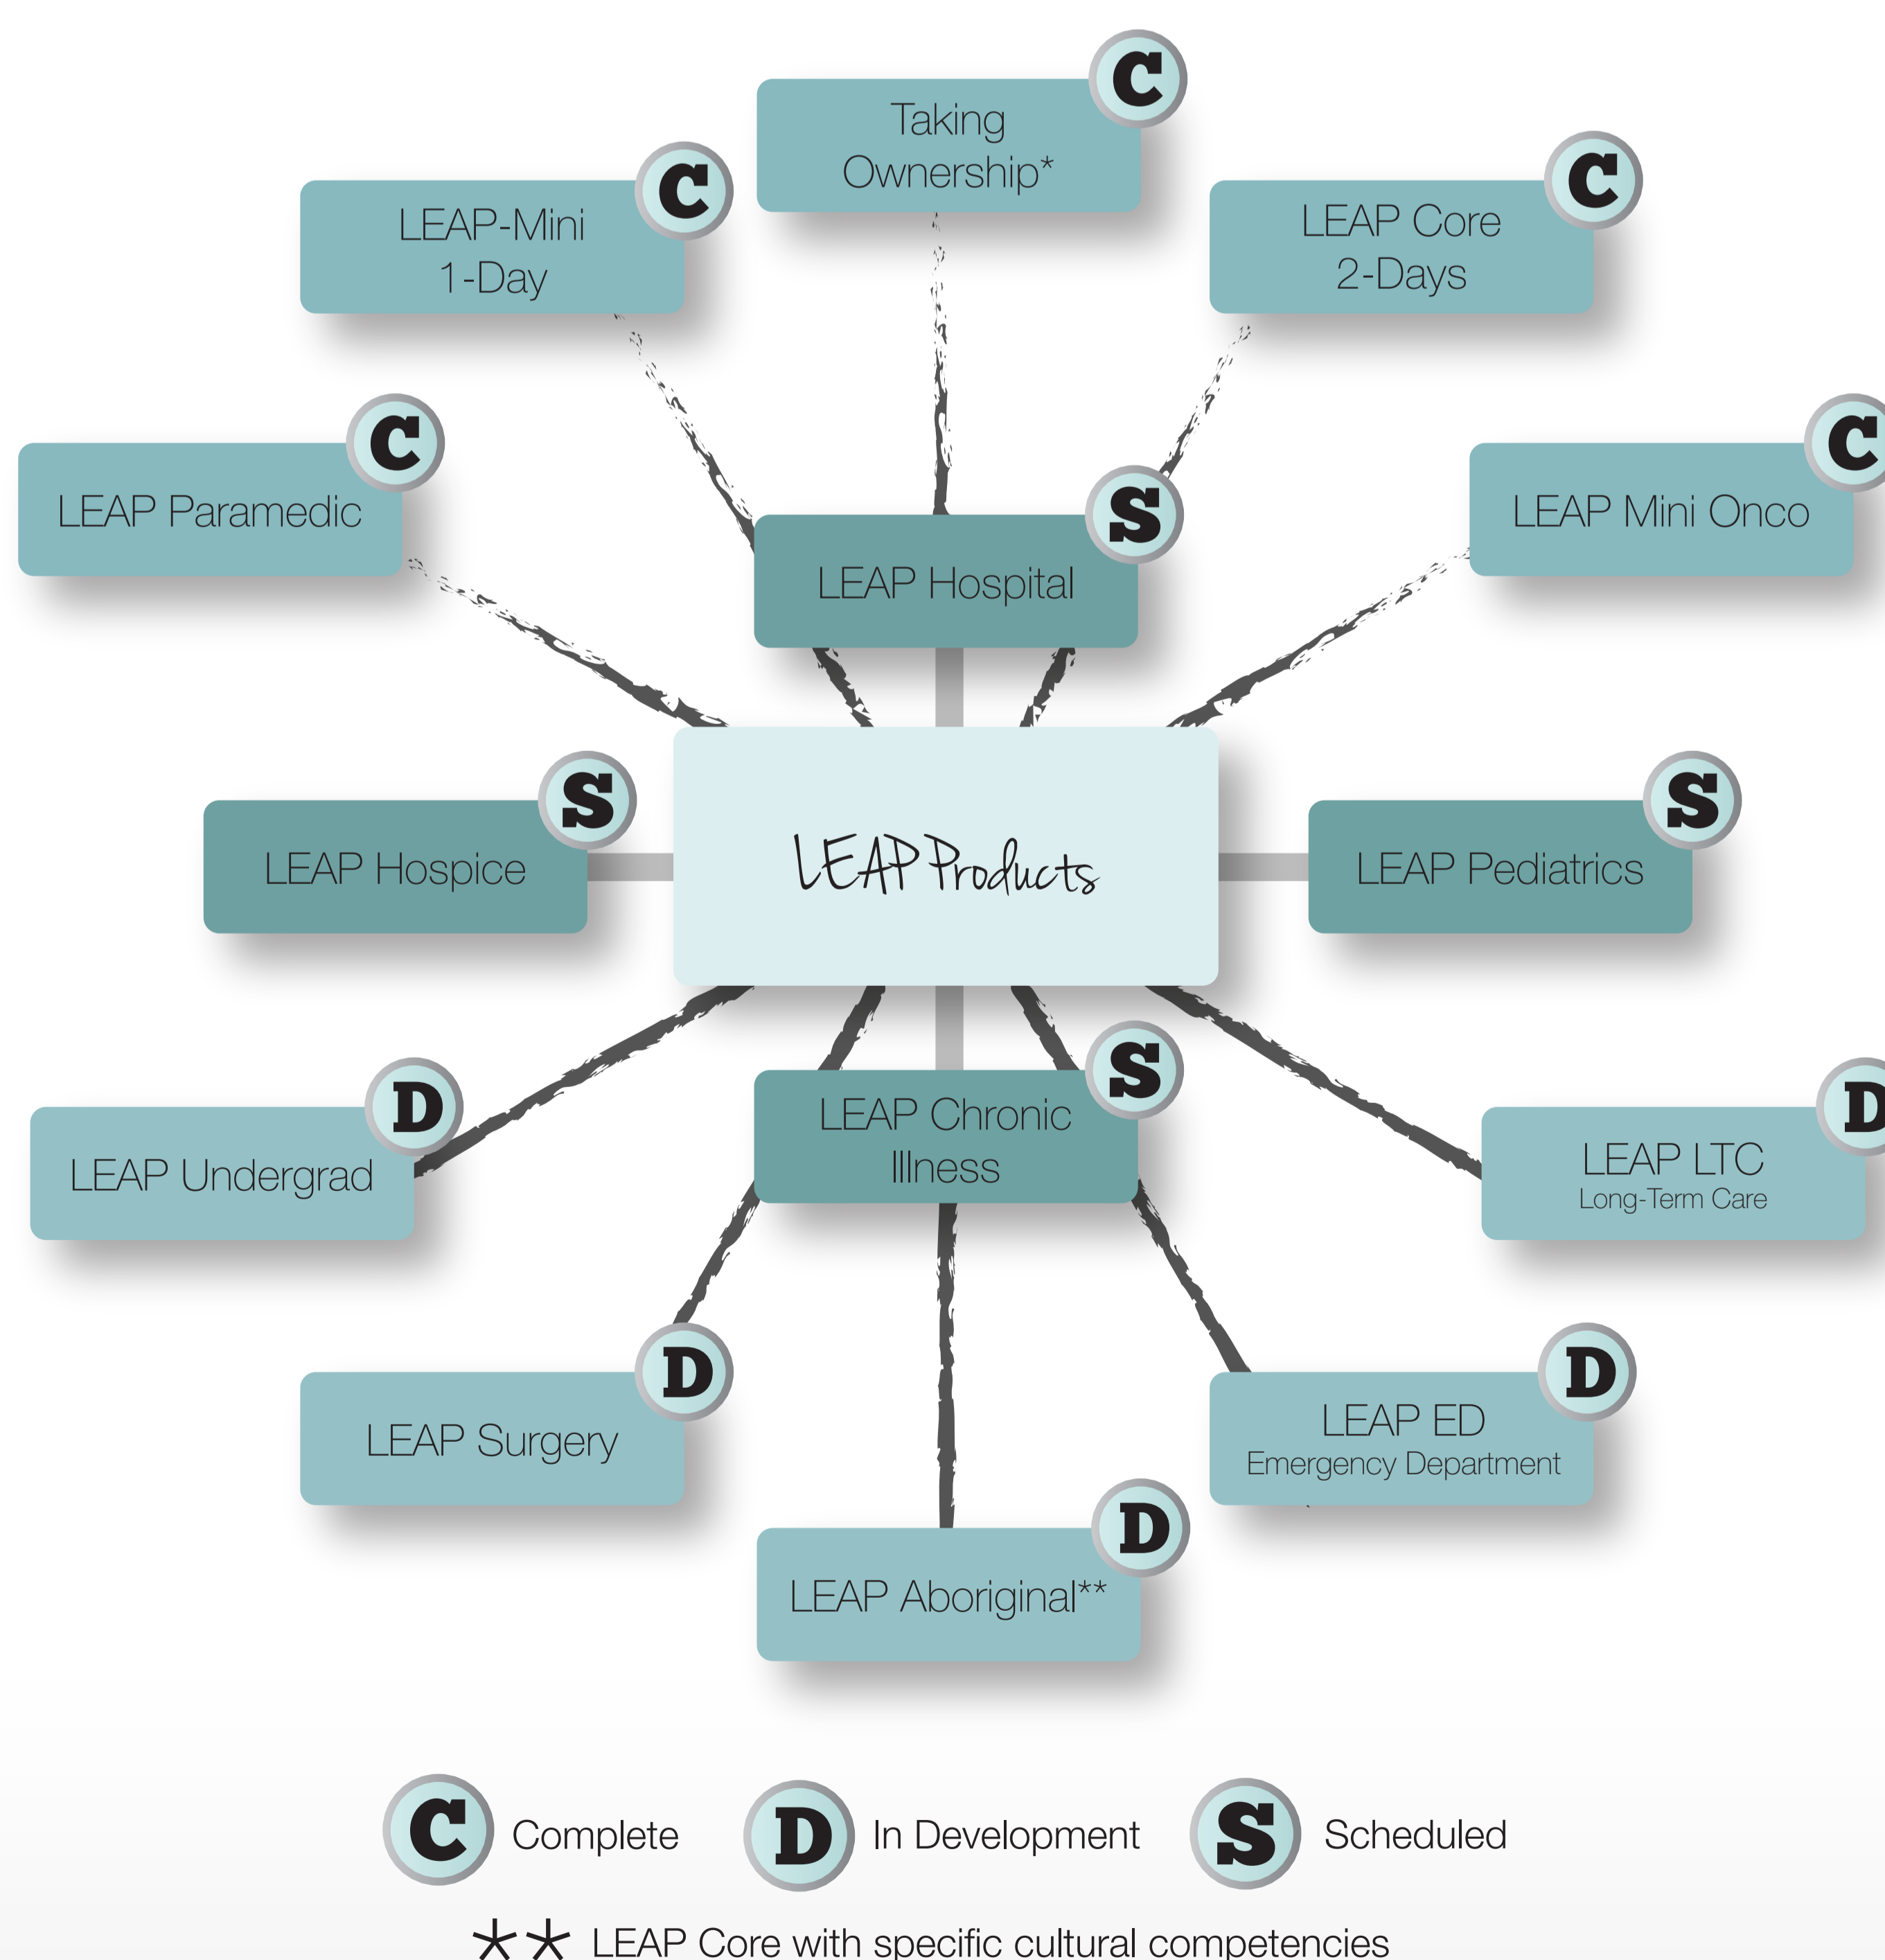 C
Taking
Ownership*
C
LEAP-Mini
1-Day
C
LEAP Core
2-Days
C
LEAP Paramedic
C
LEAP Mini Onco
S
LEAP Hospital
S
LEAP Hospice
LEAP Products
S
LEAP Pediatrics
D
LEAP Undergrad
S
LEAP Chronic
Illness
D
LEAP LTC
Long-Term Care
D
LEAP Surgery
D
LEAP ED
Emergency Department
D
LEAP Aboriginal**
C Complete D In Development S Scheduled
** LEAP Core with specific cultural competencies